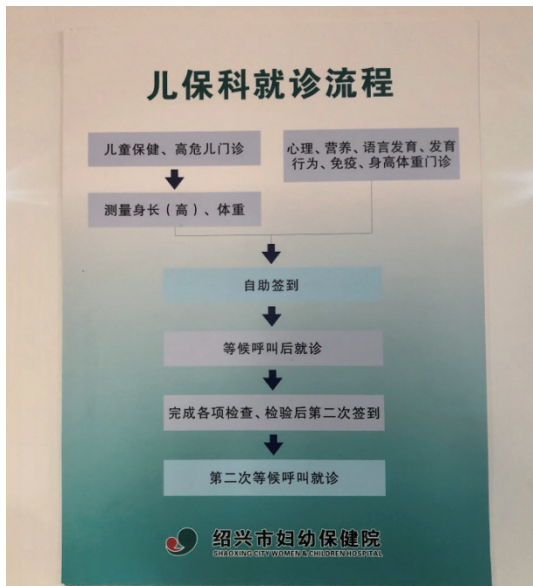 儿保科就诊流程
儿童保健、高危儿门诊
心理、营养、语言发育、发育
行为、免疫、身高体重门诊
测量身长（高）、体重
自助签到
等候呼叫后就诊
完成各项检查、检验后第二次签到
第二次等候呼叫就诊
绍兴市妇幼保健院
SHAOXING CITY WOMEN & CHILDREN HOSPITAL